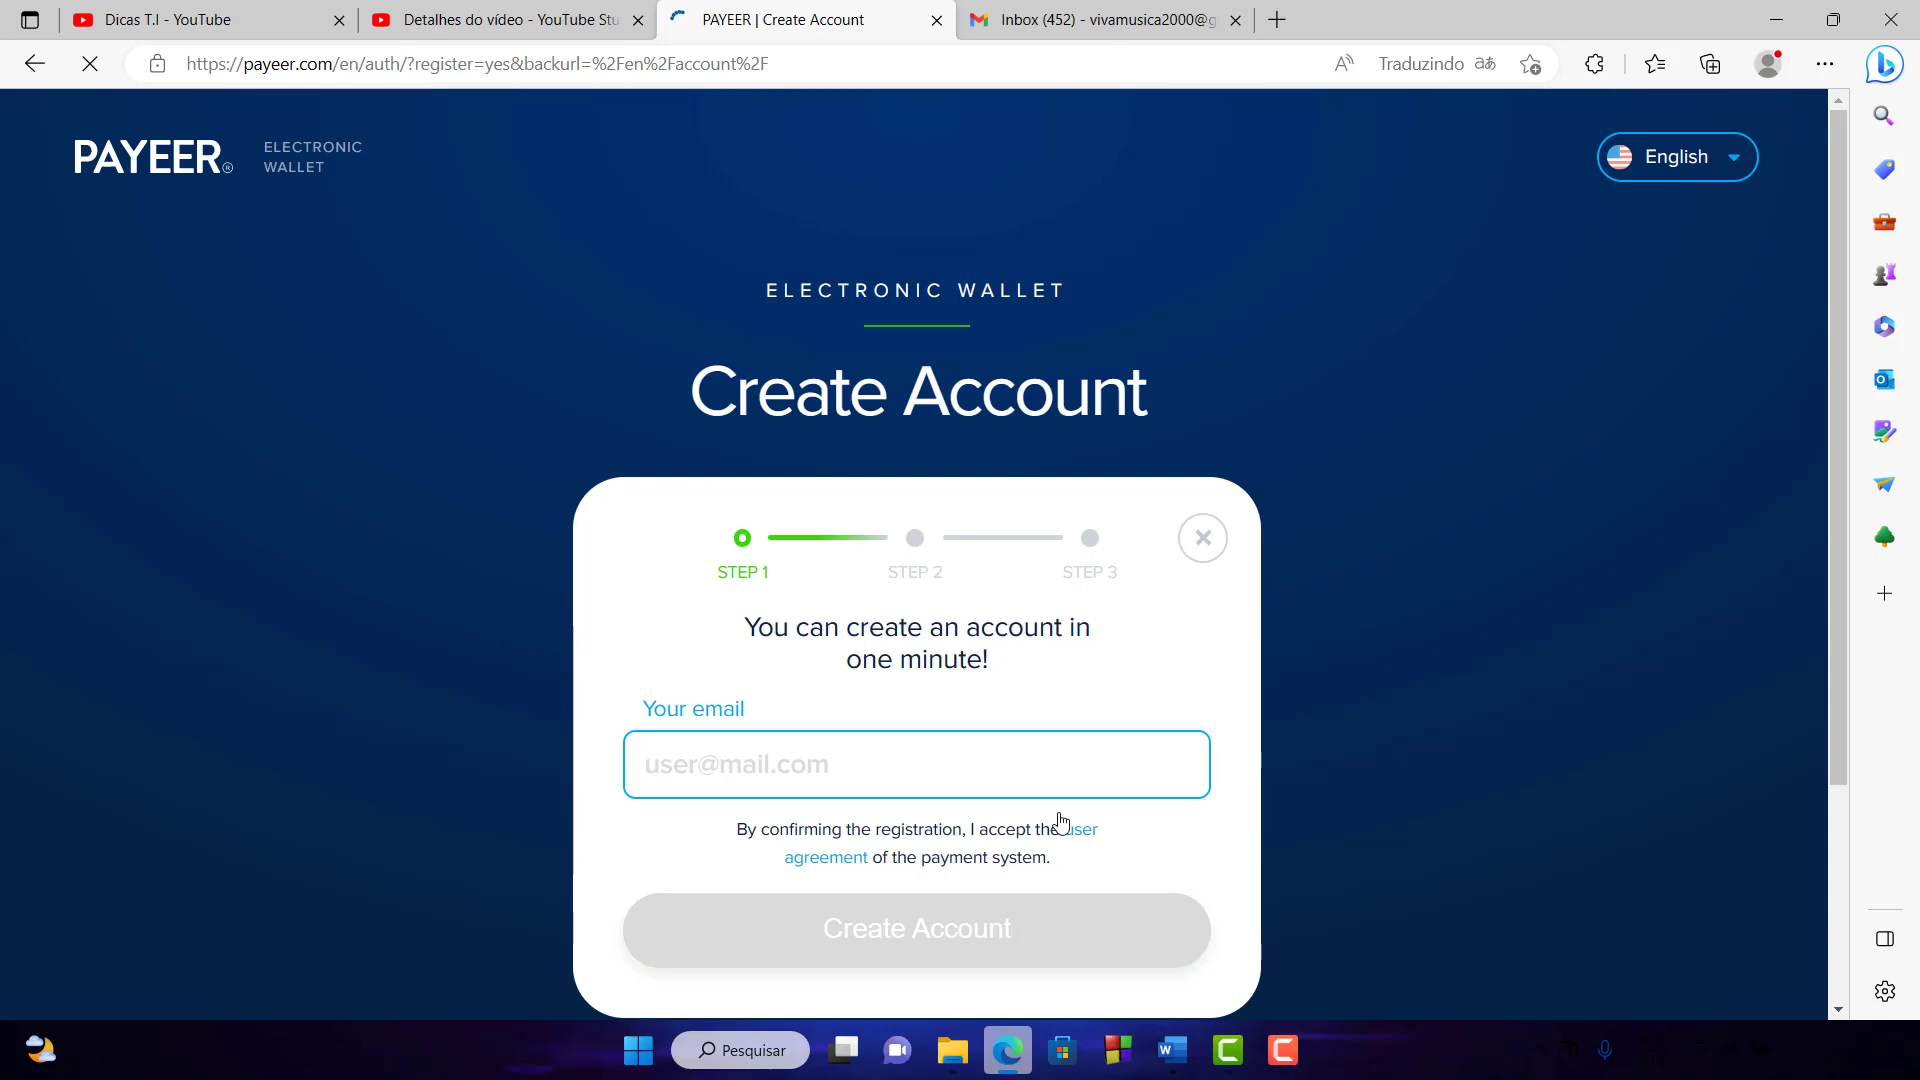 Dicas T.I - YouTube
Detalhes do vídeo - YouTube Stu
PAYEER | Create Account
Inbox (452) - vivamusica2000@g
https://payeer.com/en/auth/?register=yes&backurl=%2Fen%2Faccount%2F
Traduzindo
PAYEER®
ELECTRONIC
WALLET
English
ELECTRONIC WALLET
Create Account
STEP 1
STEP 2
STEP 3
You can create an account in
one minute!
Your email
user@mail.com
By confirming the registration, I accept the user
agreement of the payment system.
Create Account
Pesquisar